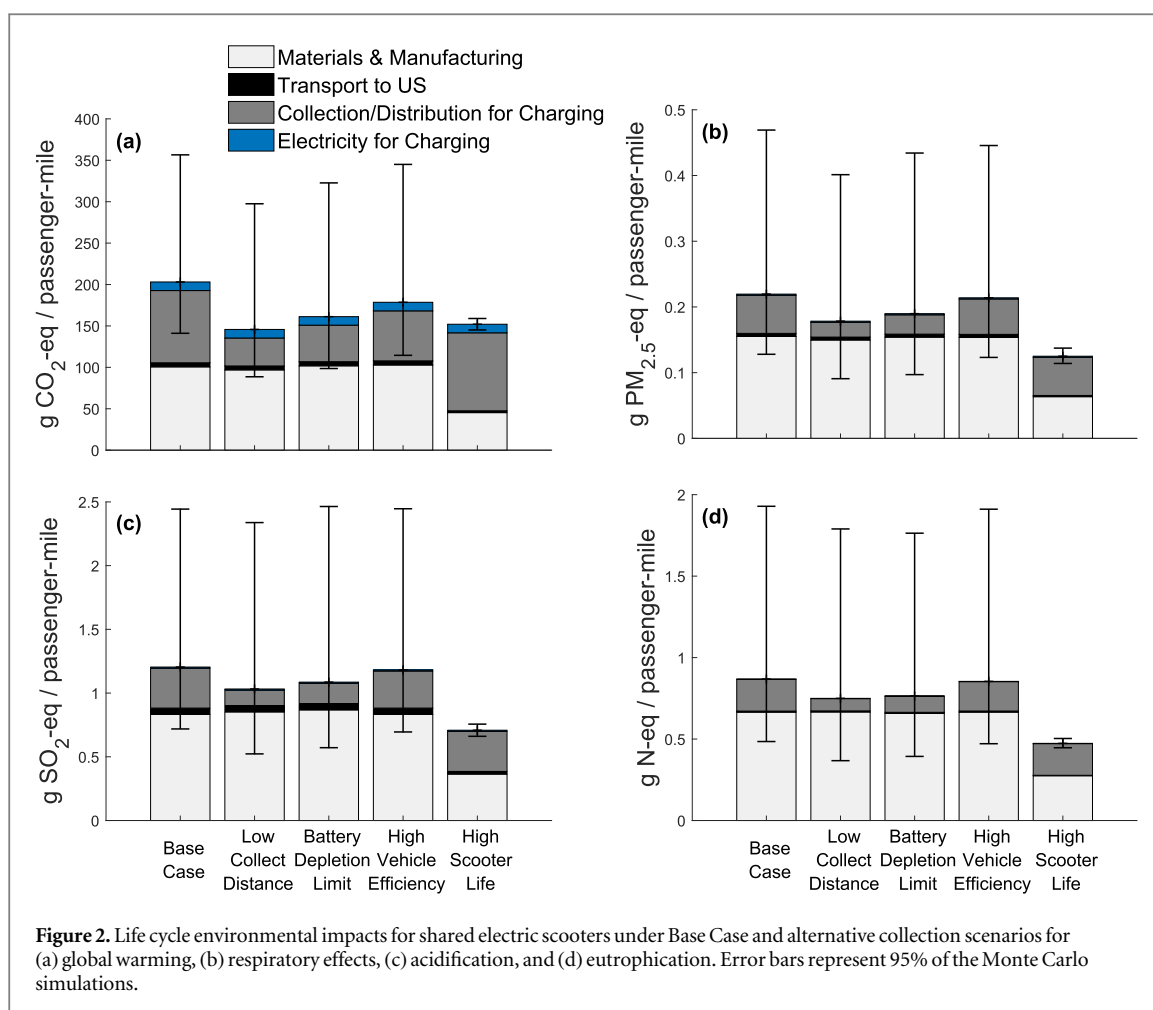 Materials & Manufacturing
Transport to US
Collection/Distribution for Charging
Electricity for Charging
(a)
400
350
300
250
200
150
100
50
0
g CO2-eq / passenger-mile
(b)
0.5
0.4
0.3
0.2
0.1
0
g PM2.5-eq / passenger-mile
(c)
2.5
2
1.5
1
0.5
0
g SO2-eq / passenger-mile
Base
Case
Low
Collect
Distance
Battery
Depletion
Limit
High
Vehicle
Efficiency
High
Scooter
Life
(d)
2
1.5
1
0.5
0
g N-eq / passenger-mile
Base
Case
Low
Collect
Distance
Battery
Depletion
Limit
High
Vehicle
Efficiency
High
Scooter
Life
Figure 2. Life cycle environmental impacts for shared electric scooters under Base Case and alternative collection scenarios for
(a) global warming, (b) respiratory effects, (c) acidification, and (d) eutrophication. Error bars represent 95% of the Monte Carlo
simulations.